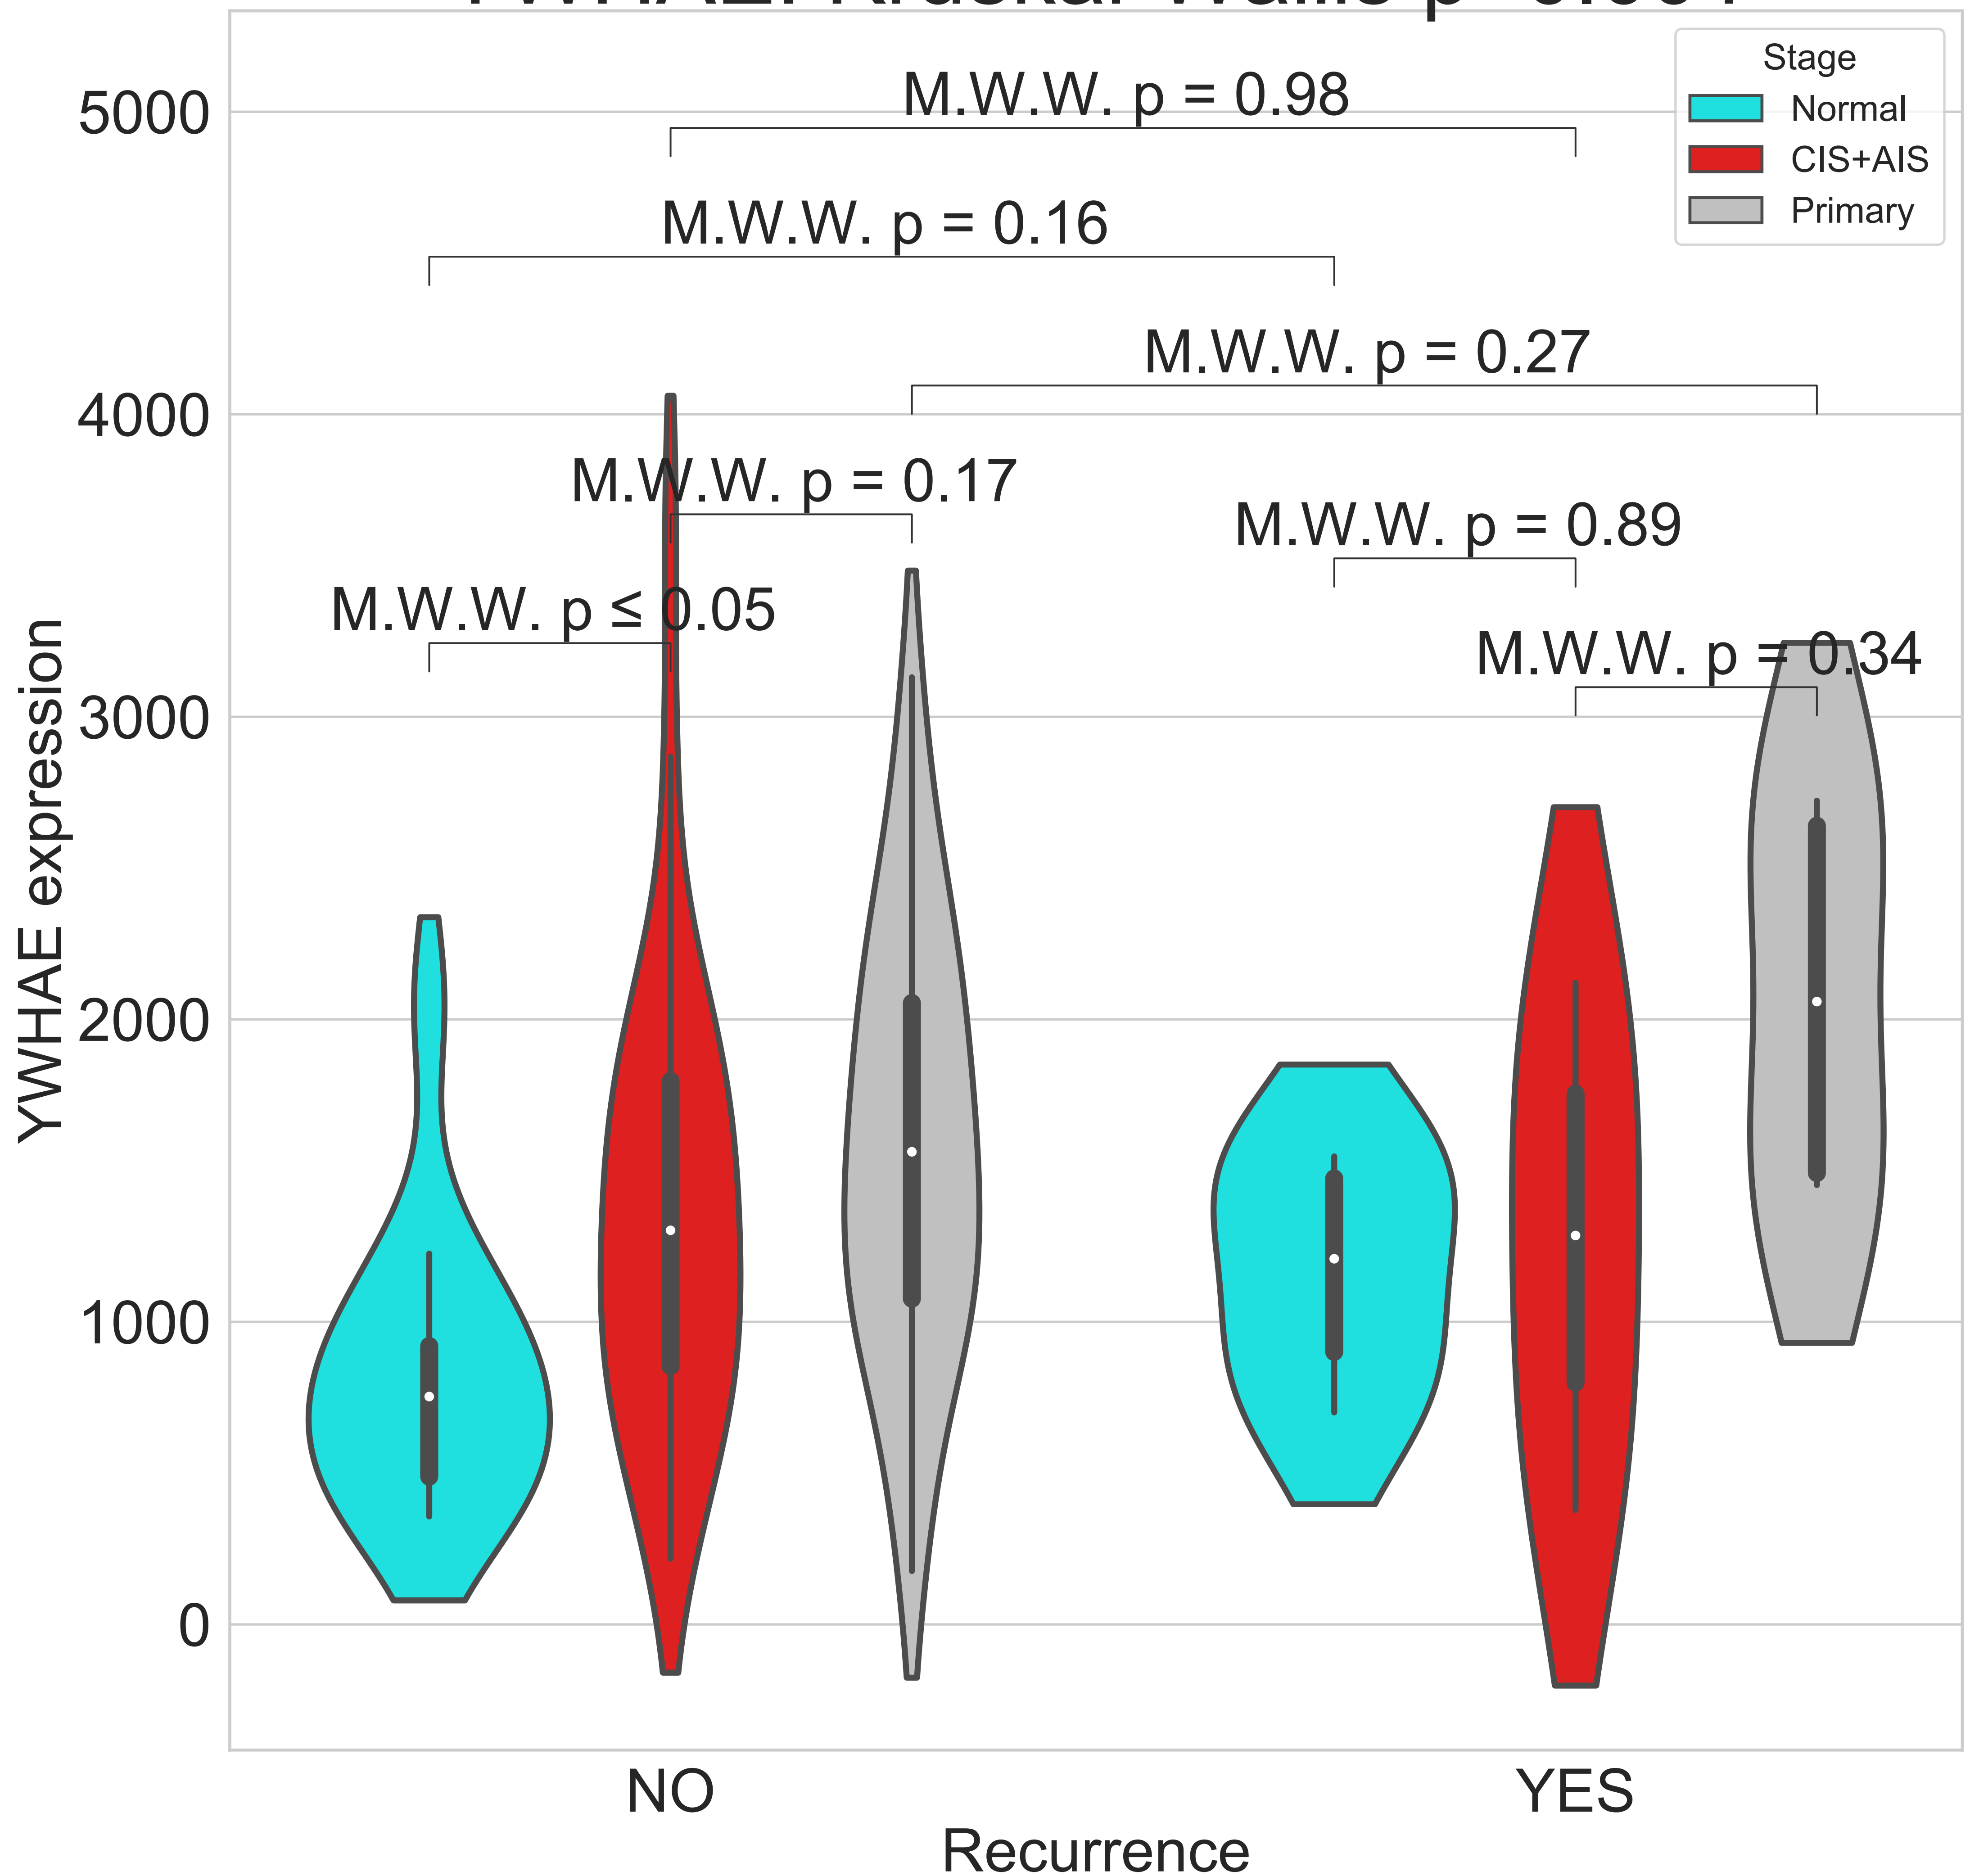 Stage
Normal
CIS+AIS
Primary
M.W.W. p = 0.98
M.W.W. p = 0.16
M.W.W. p = 0.27
M.W.W. p = 0.17
M.W.W. p = 0.89
M.W.W. p ≤ 0.05
M.W.W. p = 0.34
YWHAE expression
5000
4000
3000
2000
1000
0
NO
YES
Recurrence